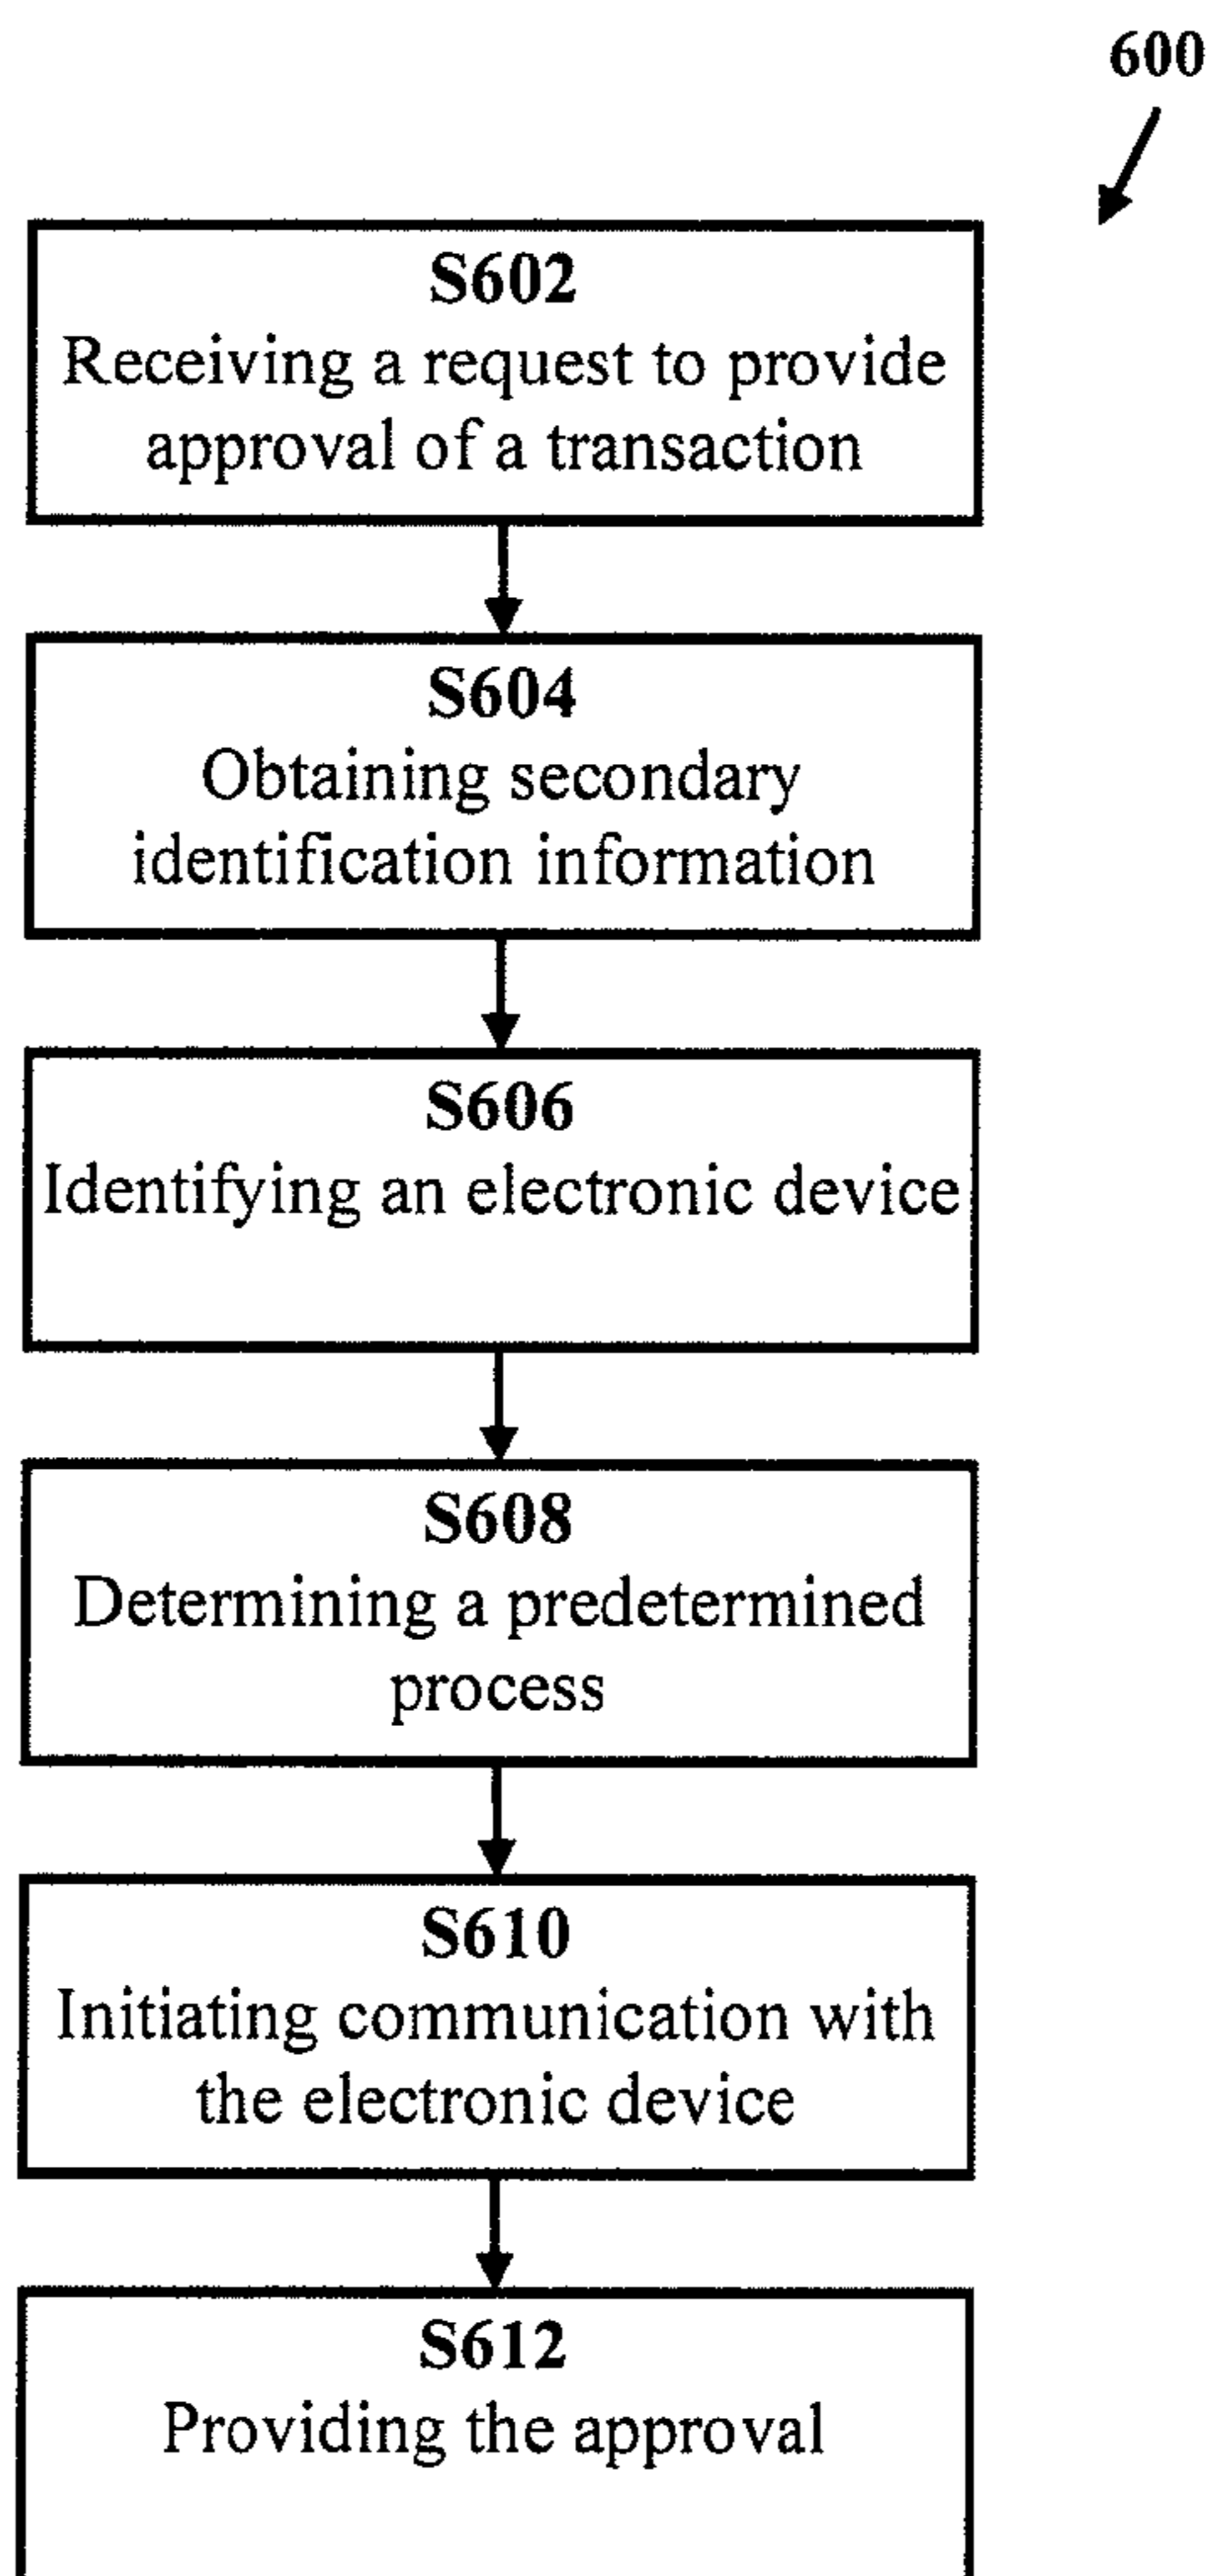 600
S602
Receiving a request to provide
approval of a transaction
S604
Obtaining secondary
identification information
S606
Identifying an electronic device
S608
Determining a predetermined
process
S610
Initiating communication with
the electronic device
S612
Providing the approval